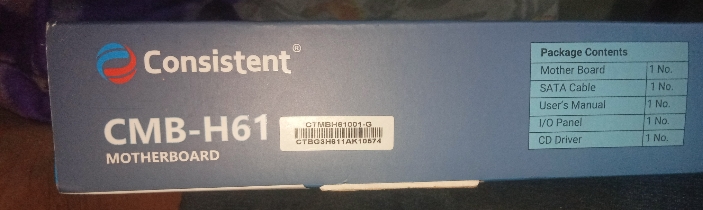 Consistent®
CMB-H61
MOTHERBOARD
CTMBH61001-G
CTBG3H611AK10574
Package Contents
Mother Board 1 No.
SATA Cable 1 No.
User's Manual 1 No.
I/O Panel 1 No.
CD Driver 1 No.